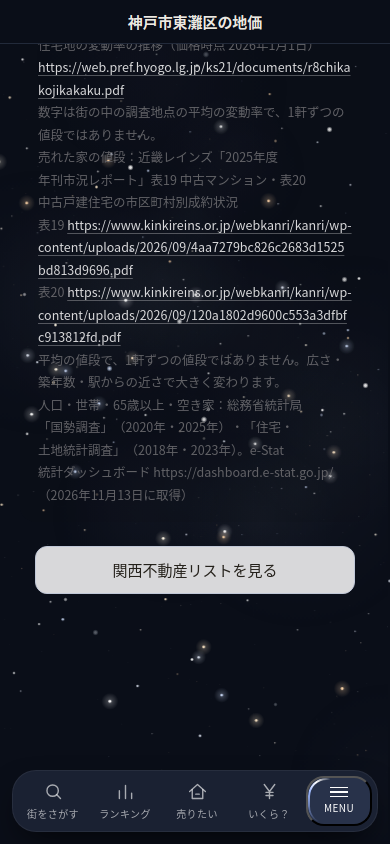 神戸市東灘区の地価
住宅地の変動率の推移（価格時点 2026年1月1日）
https://web.pref.hyogo.lg.jp/ks21/documents/r8chika
kojikakaku.pdf
数字は街の中の調査地点の平均の変動率で、1軒ずつの
値段ではありません。
売れた家の値段：近畿レインズ「2025年度
年刊市況レポート」表19 中古マンション・表20
中古戸建住宅の市区町村別成約状況
表19 https://www.kinkireins.or.jp/webkanri/kanri/wp-
content/uploads/2026/09/4aa7279bc826c2683d1525
bd813d9696.pdf
表20 https://www.kinkireins.or.jp/webkanri/kanri/wp-
content/uploads/2026/09/120a1802d9600c553a3dfbf
c913812fd.pdf
平均の値段で、1軒ずつの値段ではありません。広さ・
築年数・駅からの近さで大きく変わります。
人口・世帯・65歳以上・空き家：総務省統計局
「国勢調査」（2020年・2025年）・「住宅・
土地統計調査」（2018年・2023年）。e-Stat
統計ダッシュボード https://dashboard.e-stat.go.jp/
（2026年11月13日に取得）
関西不動産リストを見る
街をさがす
ランキング
売りたい
いくら？
MENU